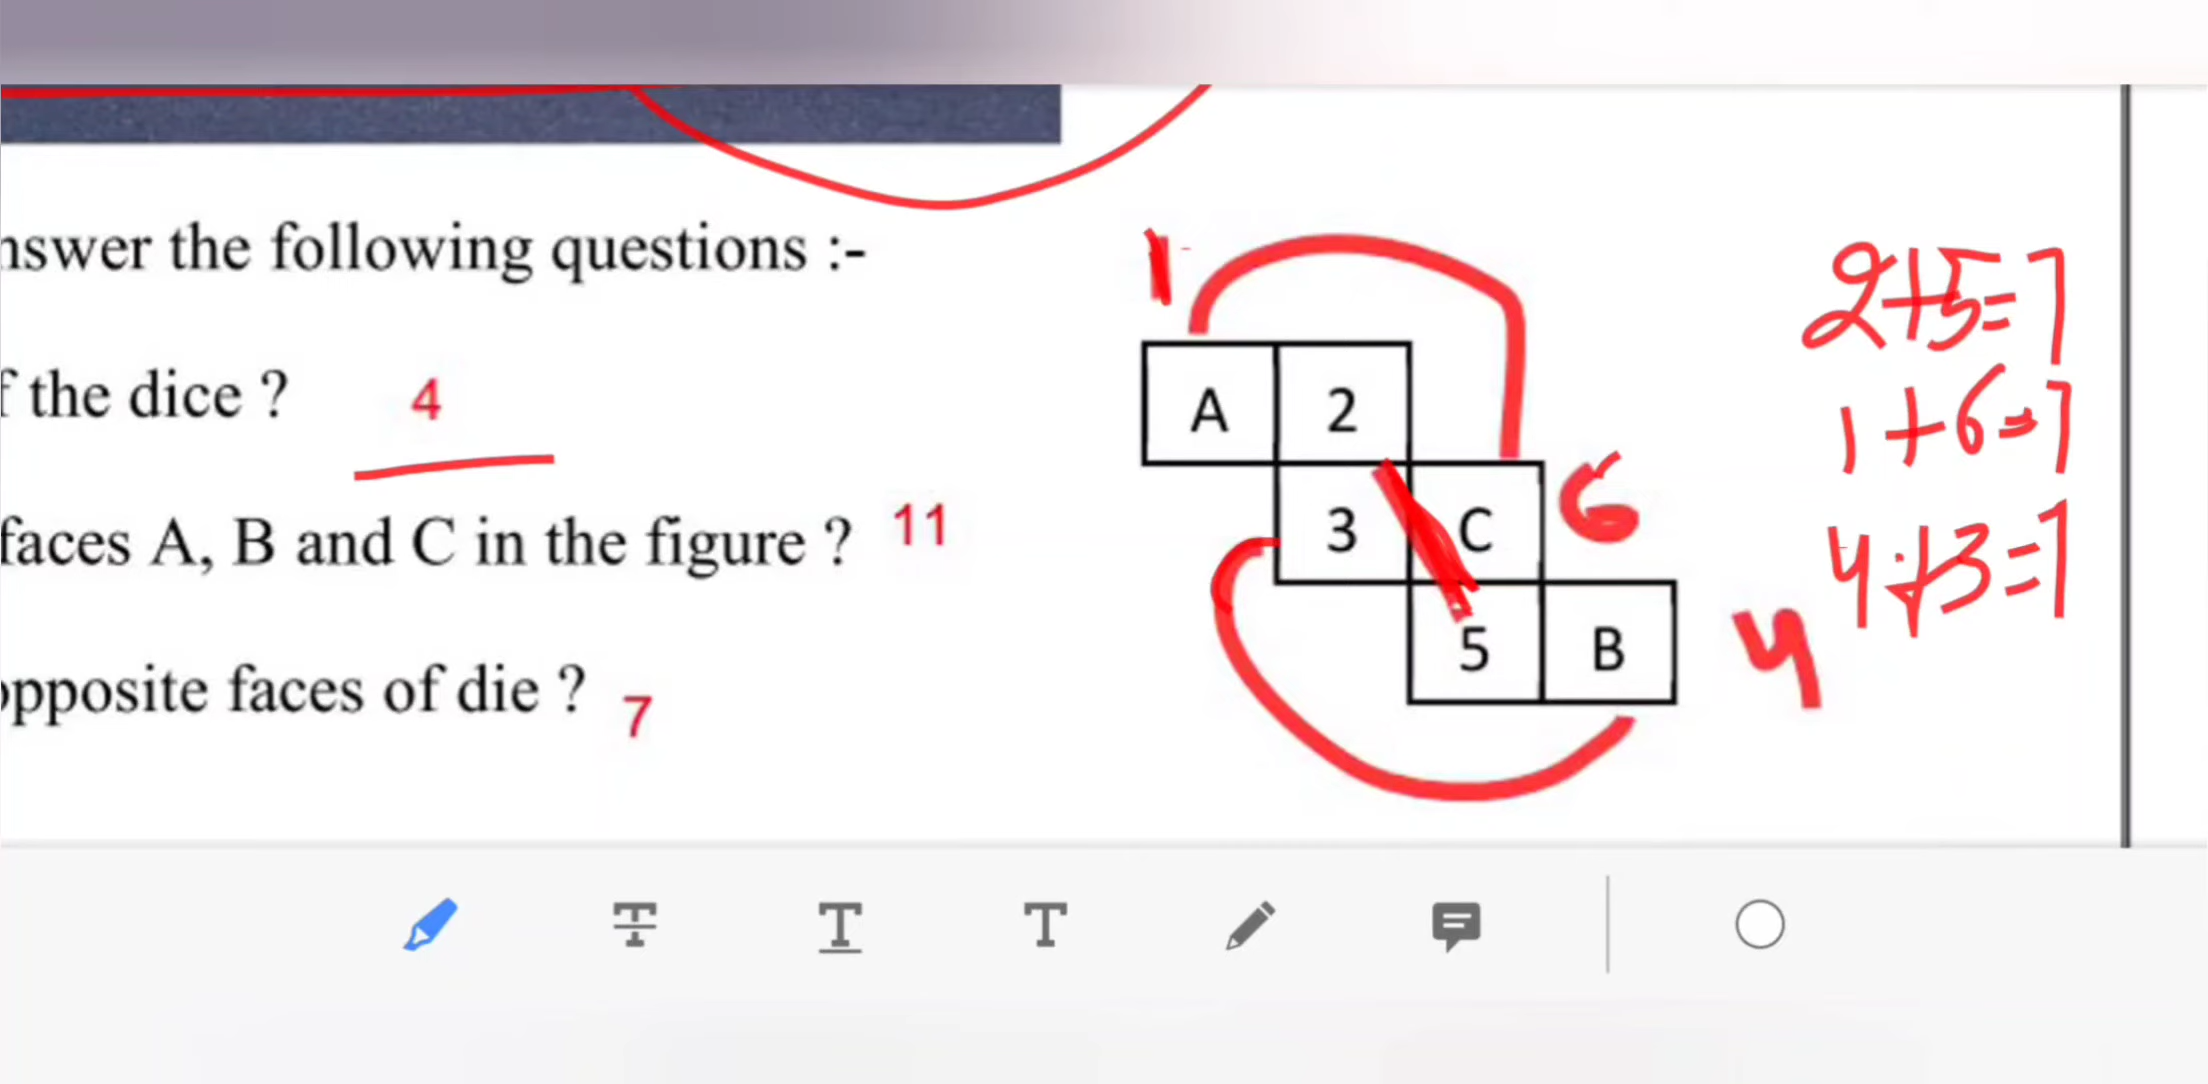 nswer the following questions :-
f the dice ? 4
faces A, B and C in the figure ? 11
opposite faces of die ? 7
1
A 2
3 C 6
5 B 4
2+5=7
1+6=7
4+3=7